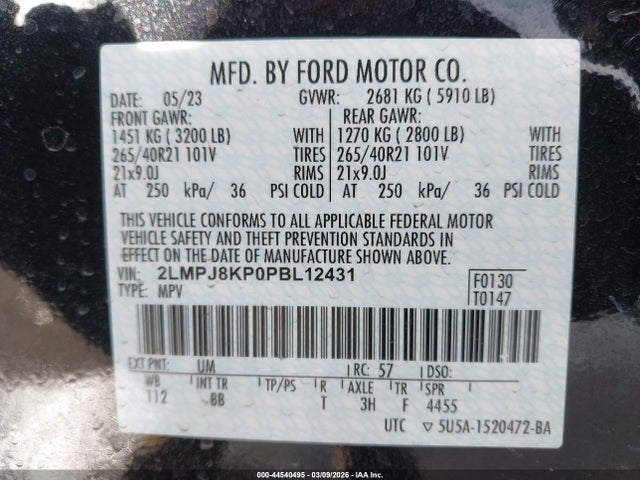 MFD. BY FORD MOTOR CO.
DATE: 05/23 GVWR: 2681 KG ( 5910 LB)
FRONT GAWR: REAR GAWR:
1451 KG ( 3200 LB) WITH 1270 KG ( 2800 LB) WITH
265/40R21 101V TIRES 265/40R21 101V TIRES
21x9.0J RIMS 21x9.0J RIMS
AT 250 kPa/ 36 PSI COLD AT 250 kPa/ 36 PSI COLD
THIS VEHICLE CONFORMS TO ALL APPLICABLE FEDERAL MOTOR
VEHICLE SAFETY AND THEFT PREVENTION STANDARDS IN
EFFECT ON THE DATE OF MANUFACTURE SHOWN ABOVE.
VIN: 2LMPJ8KP0PBL12431 F0130
TYPE: MPV T0147
EXT PNT: UM RC: 57 DSO:
WB INT TR TP/PS R AXLE TR SPR
112 BB T 3H F 4455
UTC ▽ 5U5A-1520472-BA
000-44540495 | 03/09/2026 | IAA Inc.